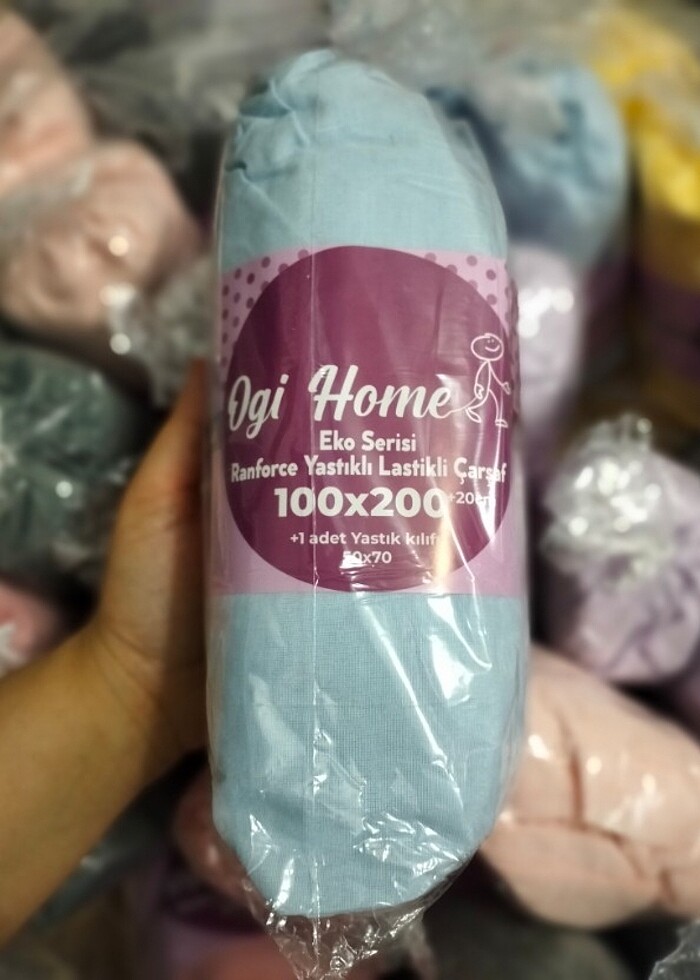 Ogi Home
Eko Serisi
Ranforce Yastıklı Lastikli Çarşaf
100x200 +20cm
+1 adet Yastık kılıfı
50x70